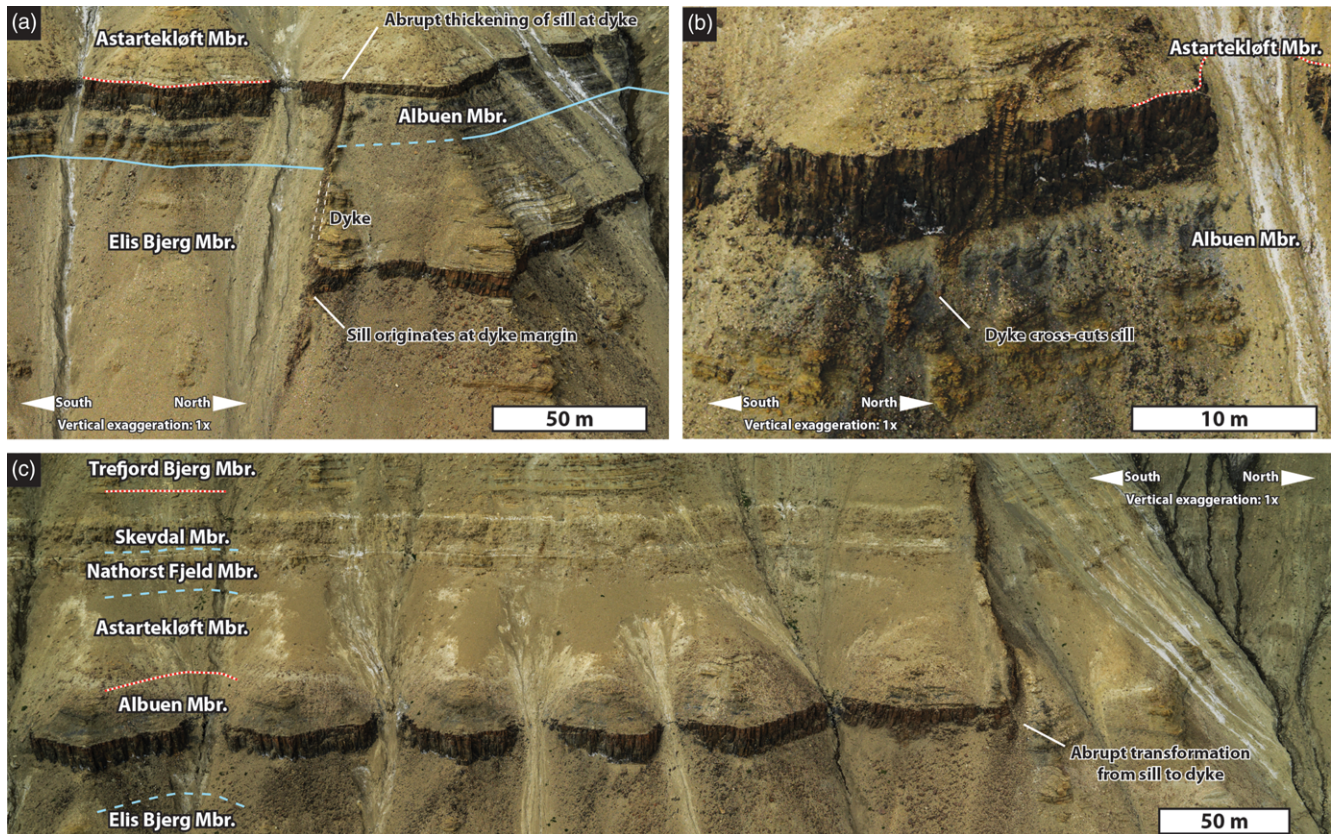 (a)
Abrupt thickening of sill at dyke
Astartekløft Mbr.
Albuen Mbr.
Dyke
Elis Bjerg Mbr.
Sill originates at dyke margin
South
North
Vertical exaggeration: 1x
50 m
(b)
Astartekløft Mbr.
Albuen Mbr.
Dyke cross-cuts sill
South
North
Vertical exaggeration: 1x
10 m
(c)
Trefjord Bjerg Mbr.
South
North
Vertical exaggeration: 1x
Skevdal Mbr.
Nathorst Fjeld Mbr.
Astartekløft Mbr.
Albuen Mbr.
Abrupt transformation
from sill to dyke
Elis Bjerg Mbr.
50 m